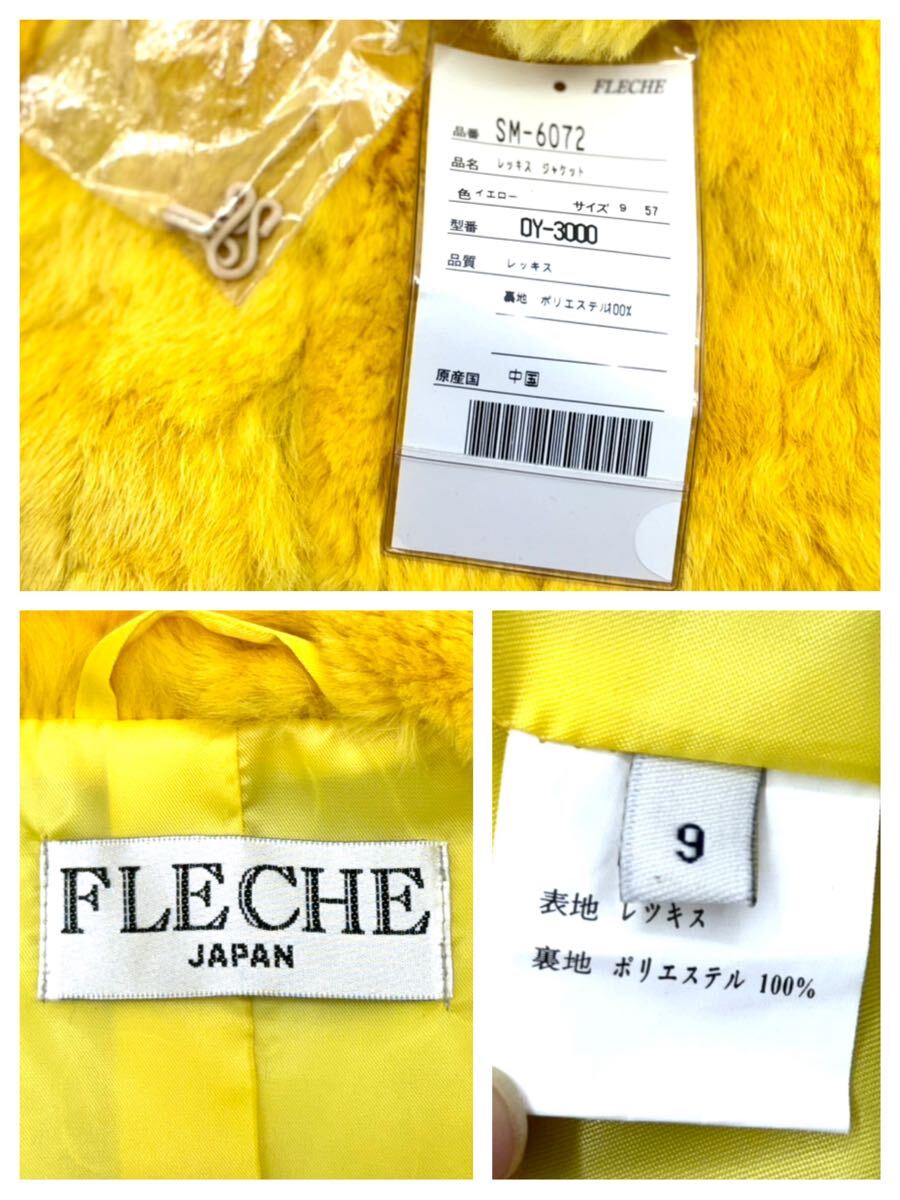 FLECHE
品番 SM-6072
品名 レッキス ジャケット
色 イエロー サイズ 9 57
型番 OY-3000
品質 レッキス
裏地 ポリエステル100%
原産国 中国
FLECHE
JAPAN
9
表地 レッキス
裏地 ポリエステル 100%